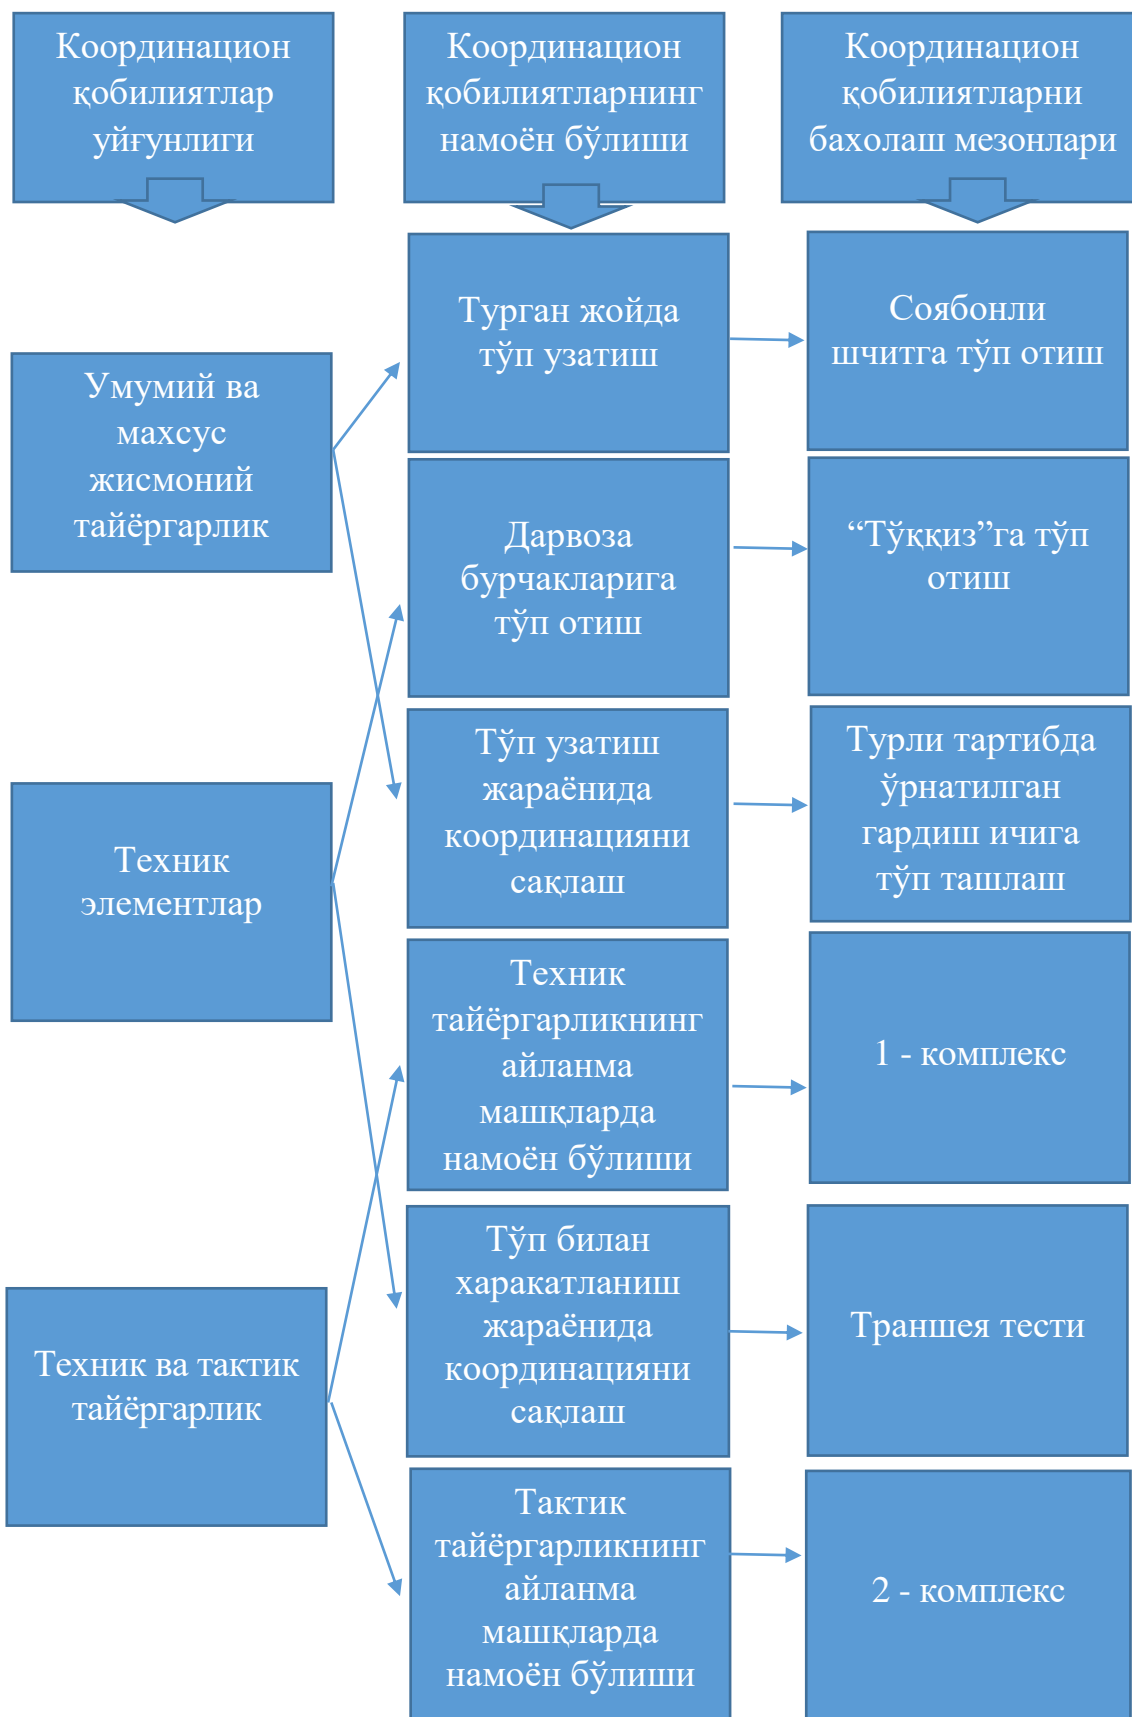 Координацион
қобилиятлар
уйғунлиги
Координацион
қобилиятларнинг
намоён бўлиши
Координацион
қобилиятларни
бахолаш мезонлари
Умумий ва
махсус
жисмоний
тайёргарлик
Техник
элементлар
Техник ва тактик
тайёргарлик
Турган жойда
тўп узатиш
Дарвоза
бурчакларига
тўп отиш
Тўп узатиш
жараёнида
координацияни
сақлаш
Техник
тайёргарликнинг
айланма
машқларда
намоён бўлиши
Тўп билан
харакатланиш
жараёнида
координацияни
сақлаш
Тактик
тайёргарликнинг
айланма
машқларда
намоён бўлиши
Соябонли
шчитга тўп отиш
“Тўққиз”га тўп
отиш
Турли тартибда
ўрнатилган
гардиш ичига
тўп ташлаш
1 - комплекс
Траншея тести
2 - комплекс